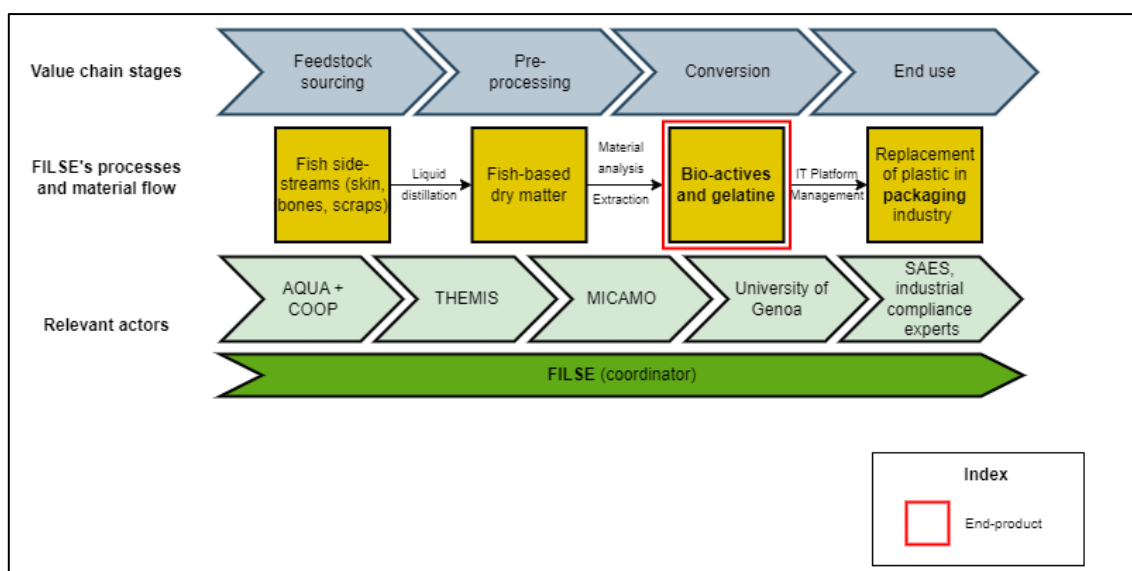 Value chain stages
Feedstock
sourcing
Pre-
processing
Conversion
End use
FILSE's processes
and material flow
Fish side-
streams (skin,
bones, scraps)
Liquid
distillation
Fish-based
dry matter
Material
analysis
Extraction
Bio-actives
and gelatine
IT Platform
Management
Replacement
of plastic in
packaging
industry
Relevant actors
AQUA +
COOP
THEMIS
MICAMO
University of
Genoa
SAES,
industrial
compliance
experts
FILSE (coordinator)
Index
End-product